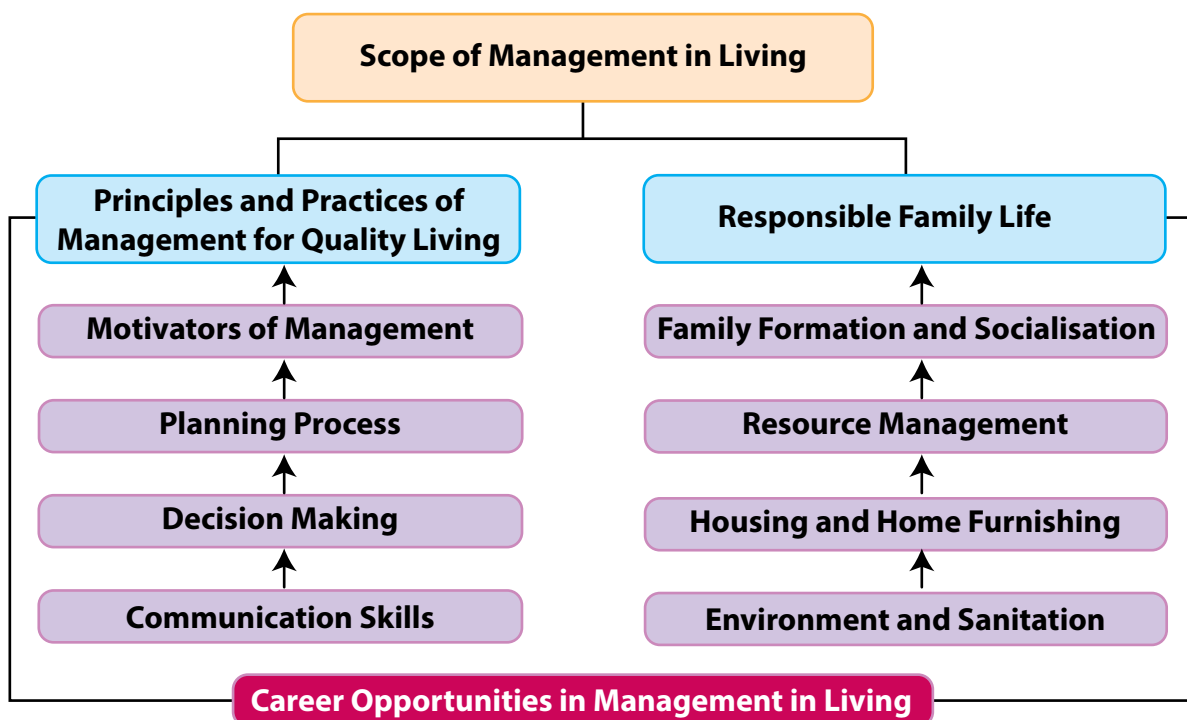 Scope of Management in Living
Principles and Practices of
Management for Quality Living
Motivators of Management
Planning Process
Decision Making
Communication Skills
Responsible Family Life
Family Formation and Socialisation
Resource Management
Housing and Home Furnishing
Environment and Sanitation
Career Opportunities in Management in Living